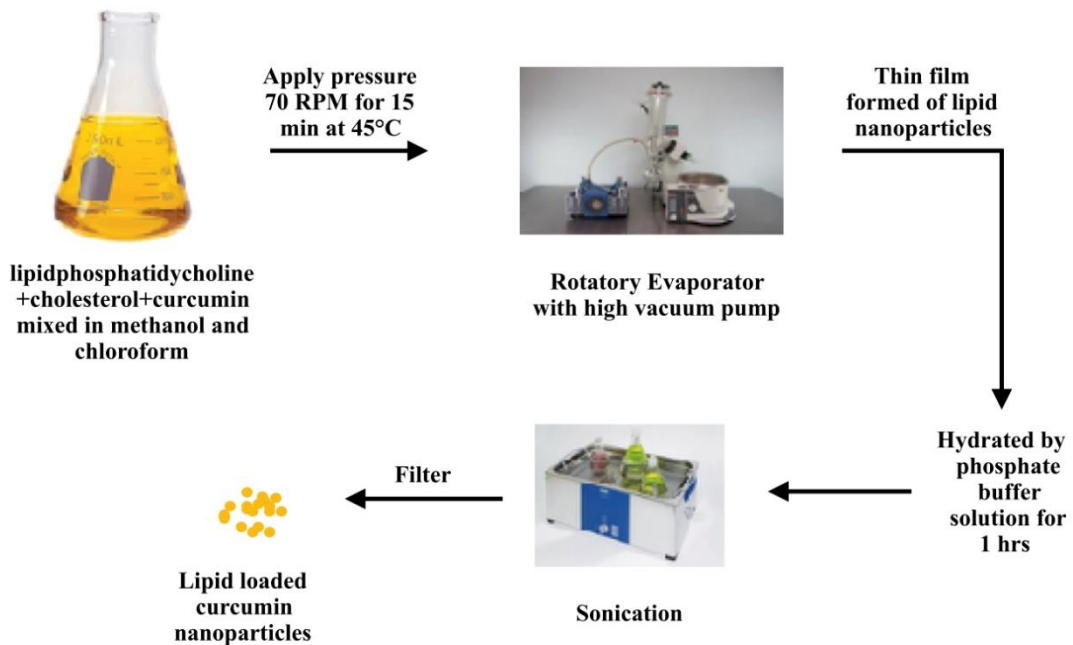 Apply pressure
70 RPM for 15
min at 45°C
Thin film
formed of lipid
nanoparticles
lipidphosphatidycholine
+cholesterol+curcumin
mixed in methanol and
chloroform
Rotatory Evaporator
with high vacuum pump
Hydrated by
phosphate
buffer
solution for
1 hrs
Filter
Sonication
Lipid loaded
curcumin
nanoparticles